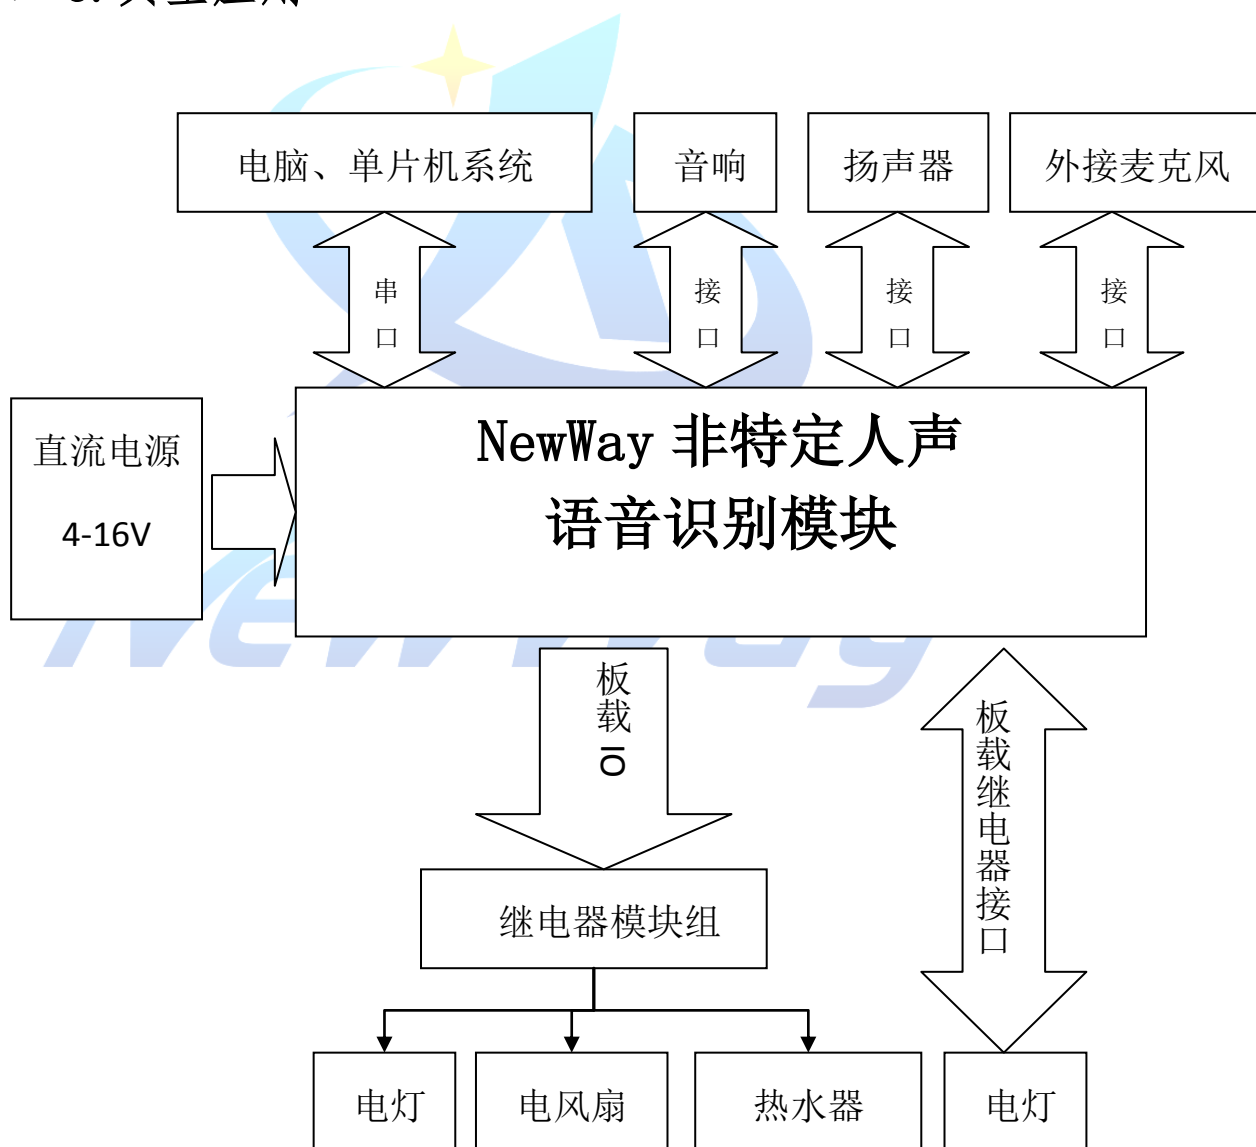 电脑、单片机系统
音响
扬声器
外接麦克风
串口
接口
接口
接口
直流电源
4-16V
NewWay 非特定人声
语音识别模块
NewWay
板载IO
板载继电器接口
继电器模块组
电灯
电风扇
热水器
电灯